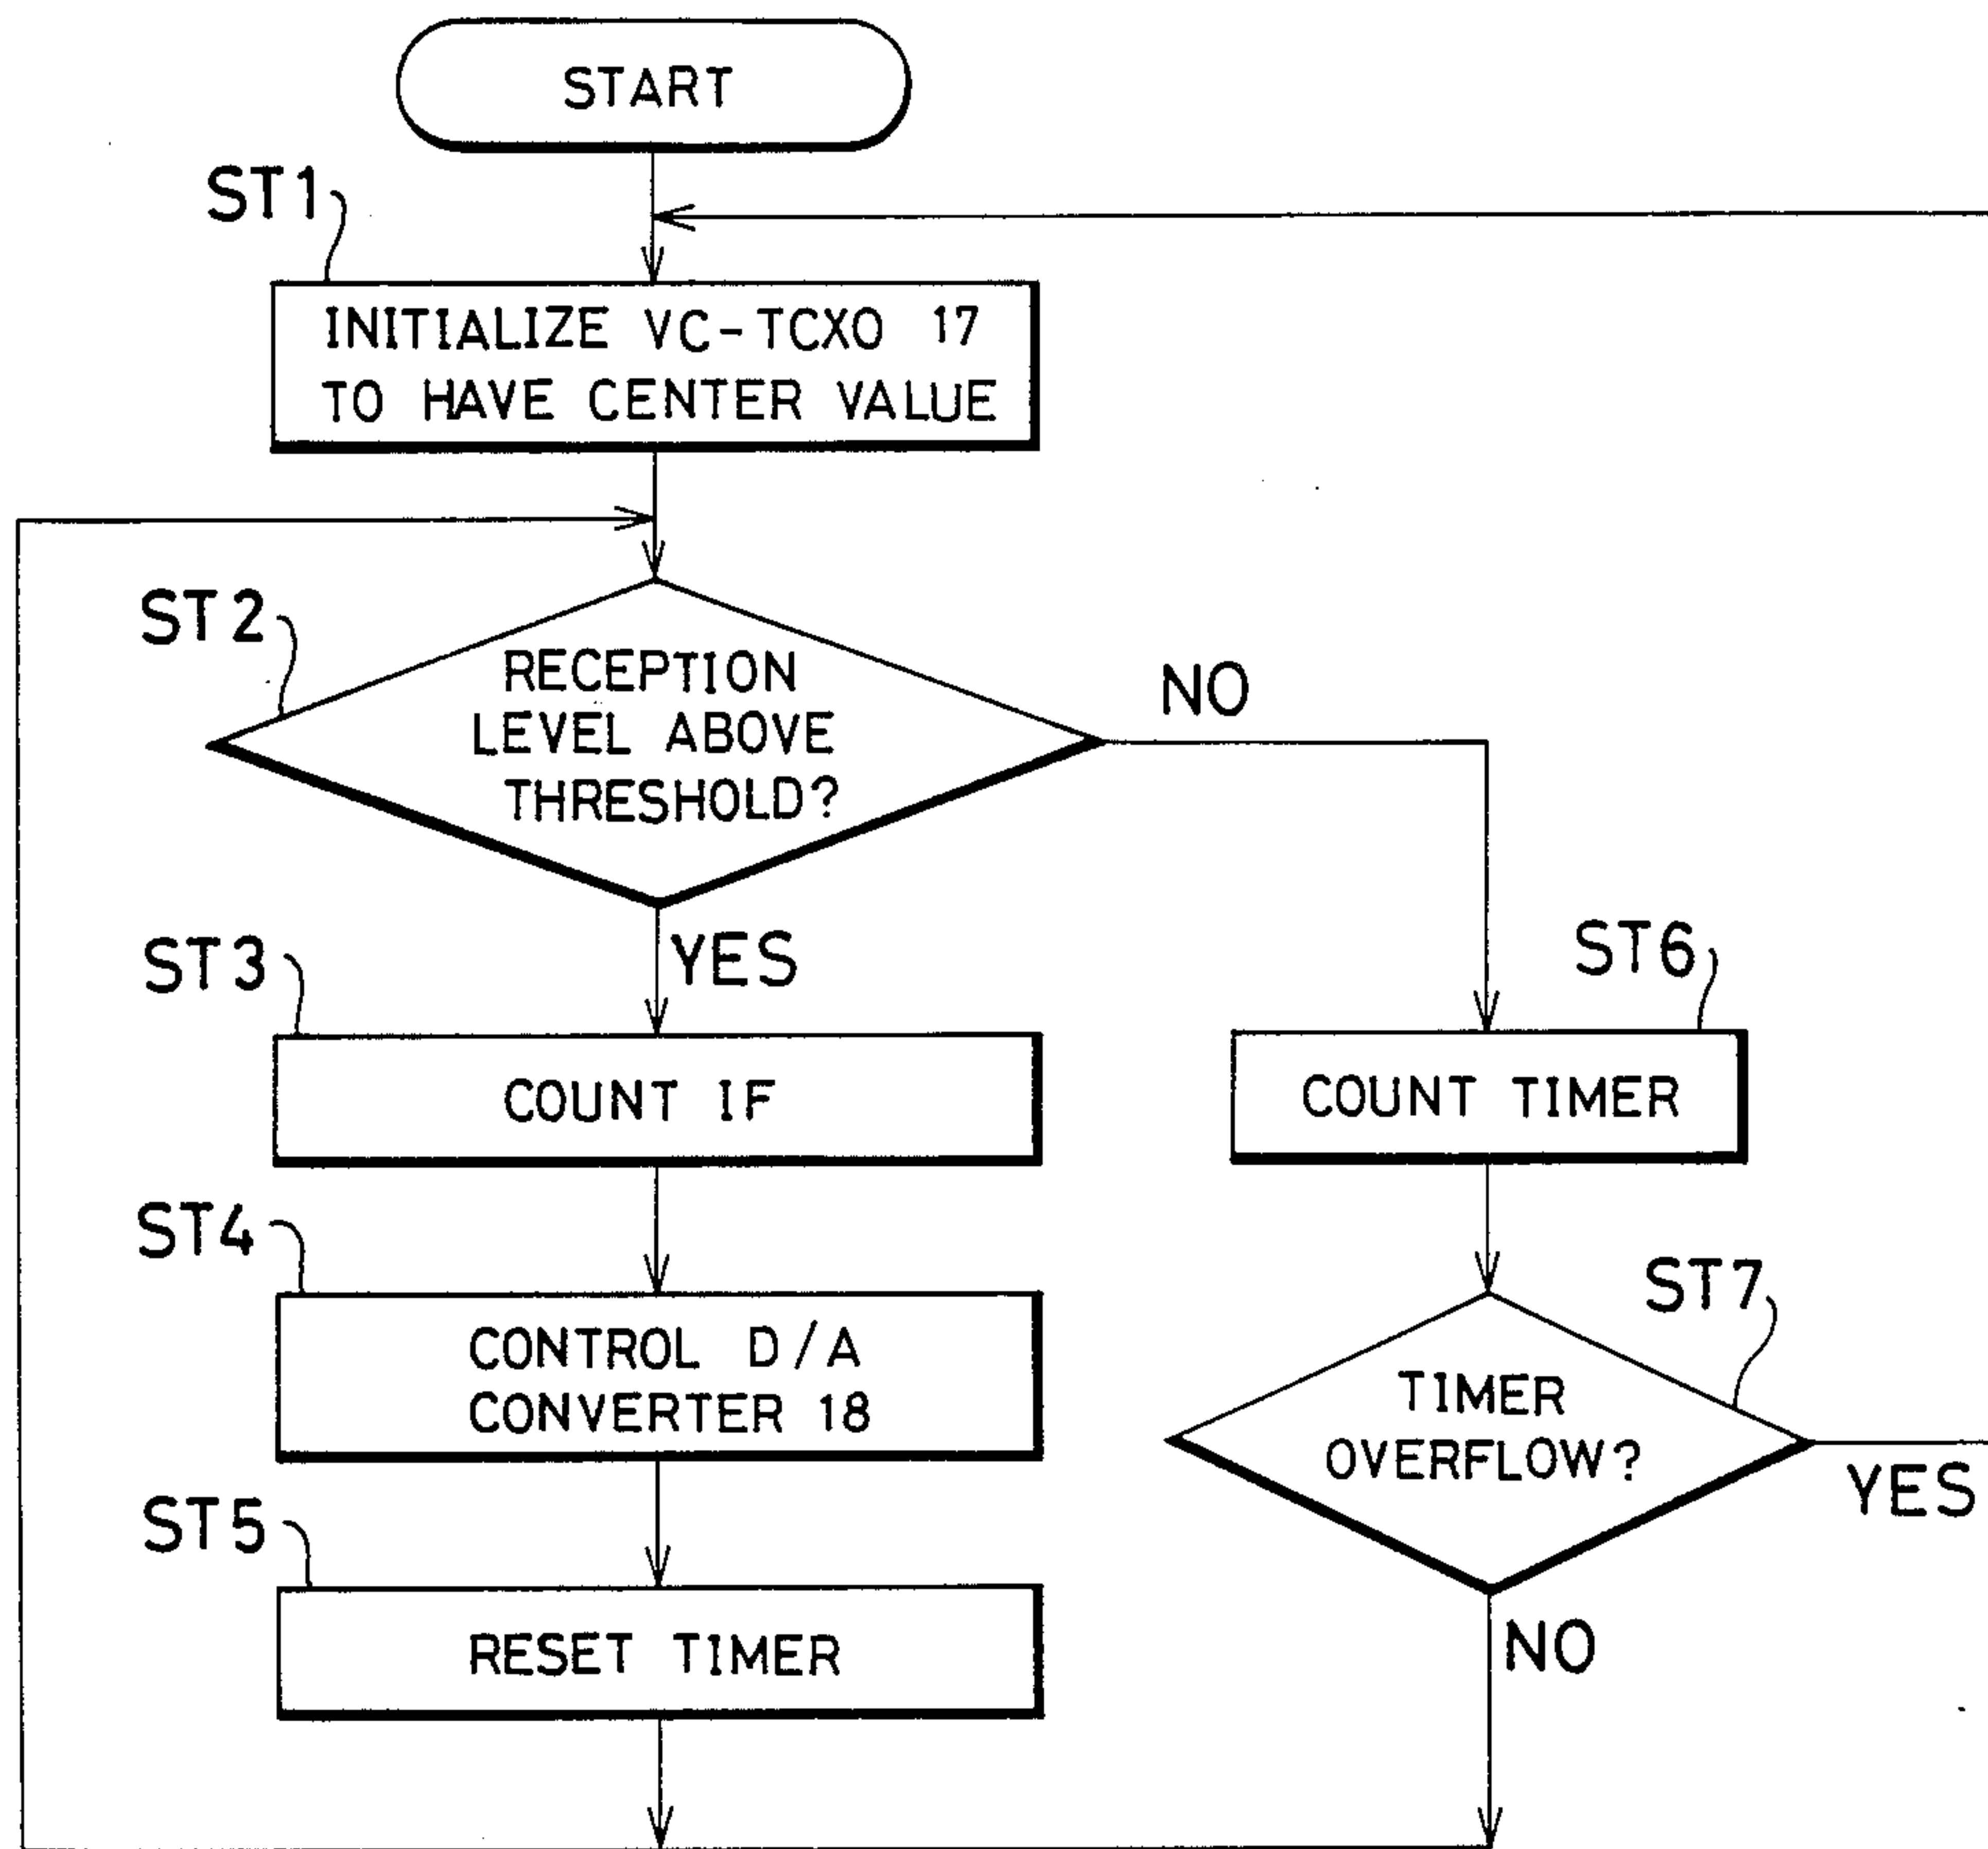 START
ST1
INITIALIZE VC-TCXO 17
TO HAVE CENTER VALUE
ST2
RECEPTION
LEVEL ABOVE
THRESHOLD?
NO
YES
ST3
COUNT IF
ST6
COUNT TIMER
ST4
CONTROL D/A
CONVERTER 18
ST7
TIMER
OVERFLOW?
YES
NO
ST5
RESET TIMER